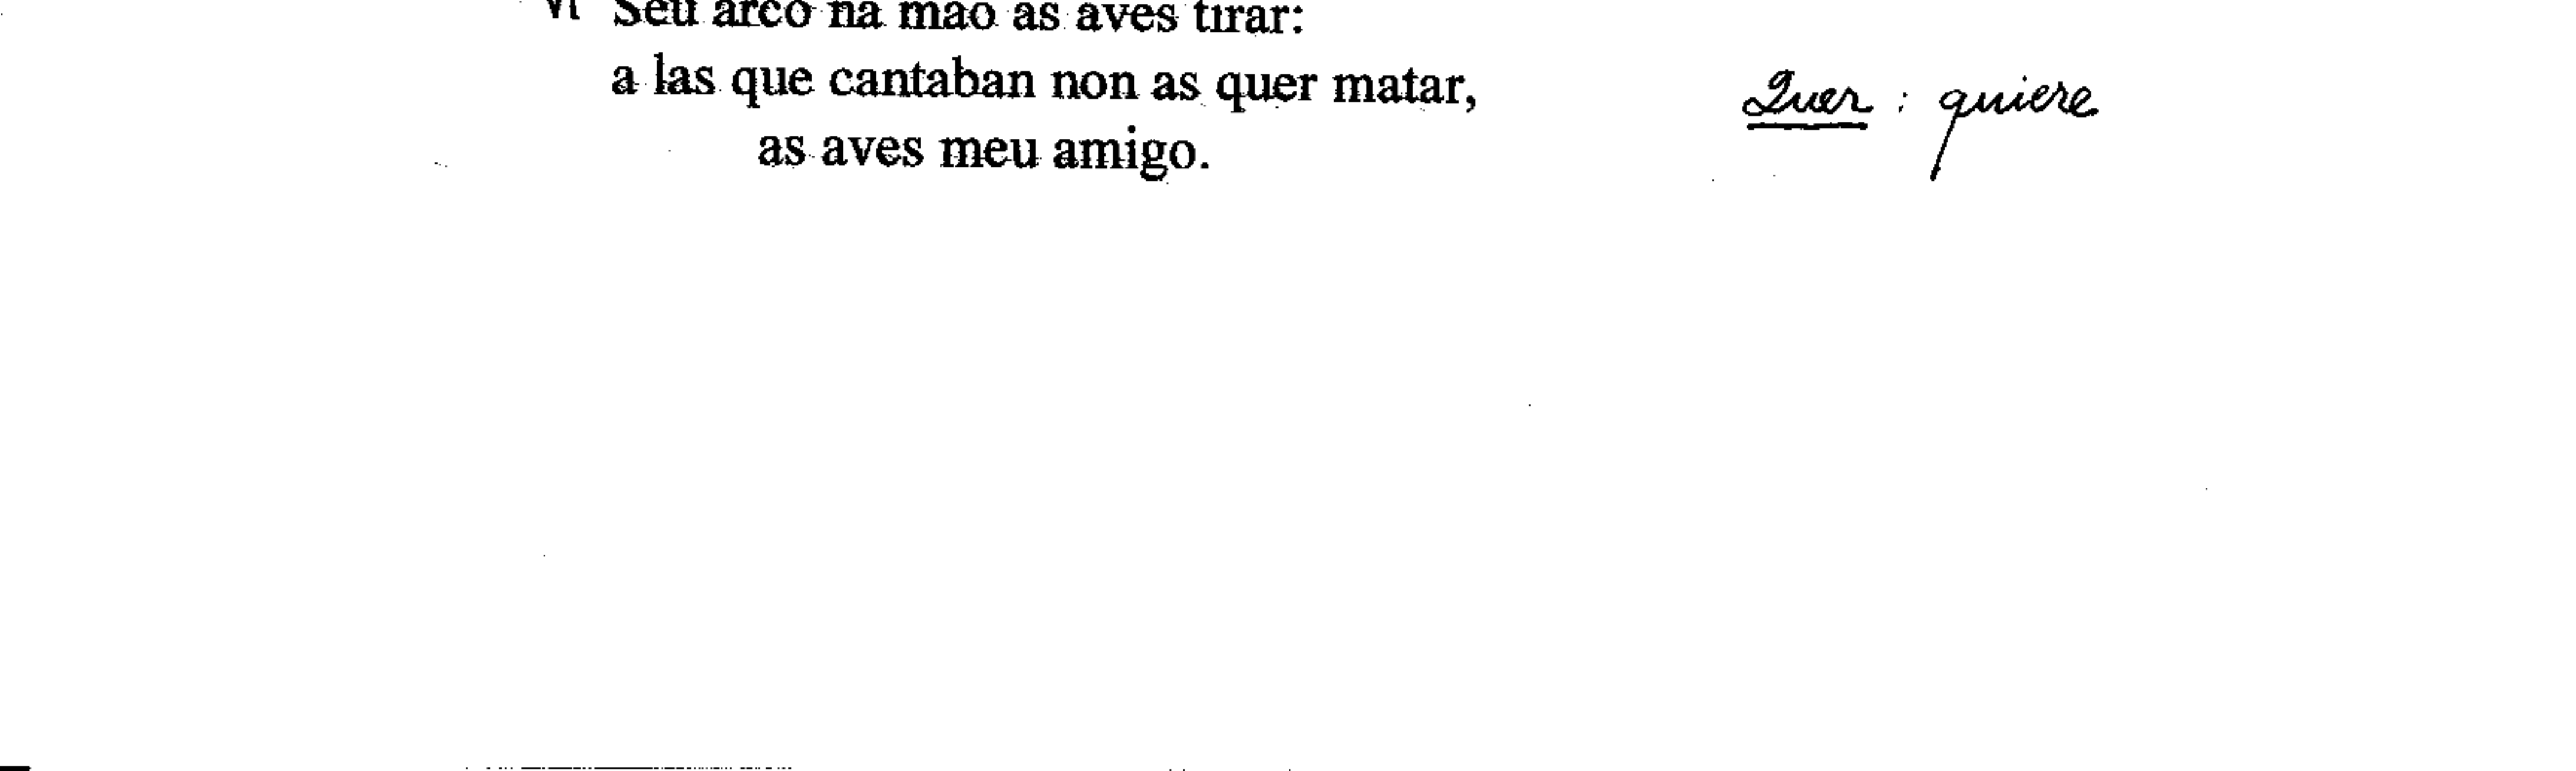 VI Seu arco na mao as aves tirar:
a las que cantaban non as quer matar,
as aves meu amigo.
Quer : quiere